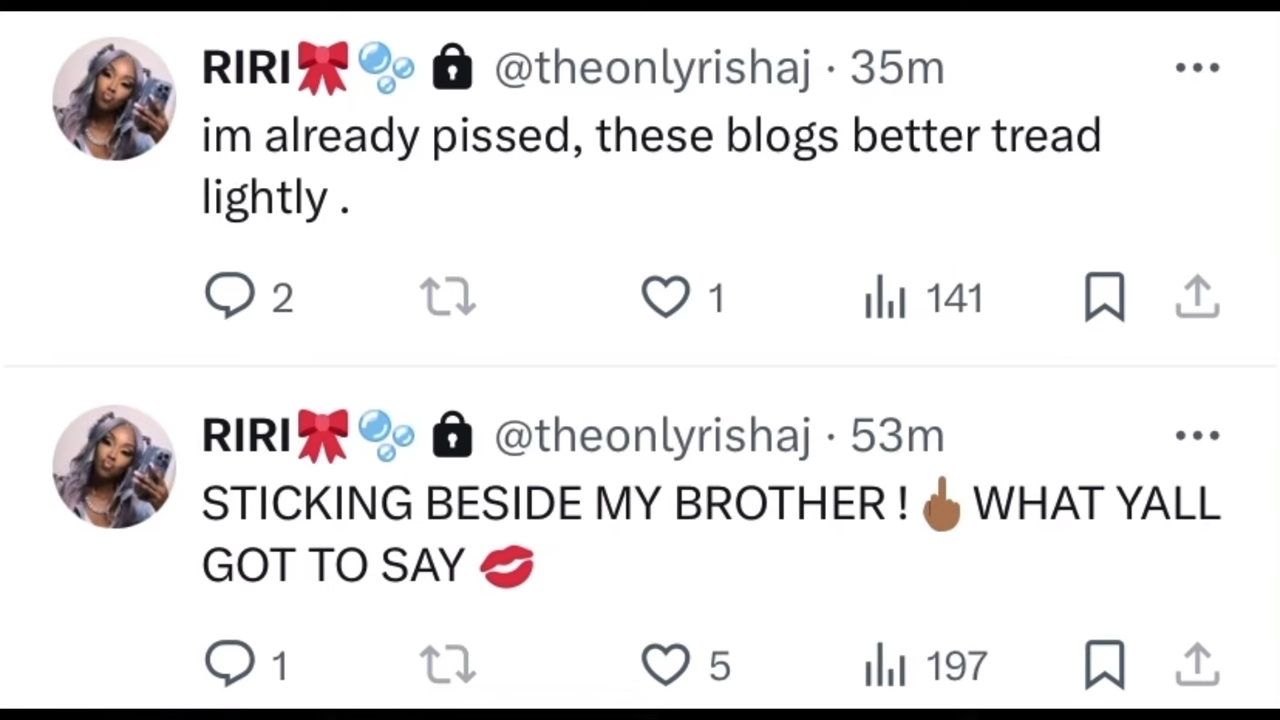 RIRI🎀🫧🔒 @theonlyrishaj · 35m
im already pissed, these blogs better tread
lightly .
2 1 141
RIRI🎀🫧🔒 @theonlyrishaj · 53m
STICKING BESIDE MY BROTHER ! 🖕🏾 WHAT YALL
GOT TO SAY 💋
1 5 197